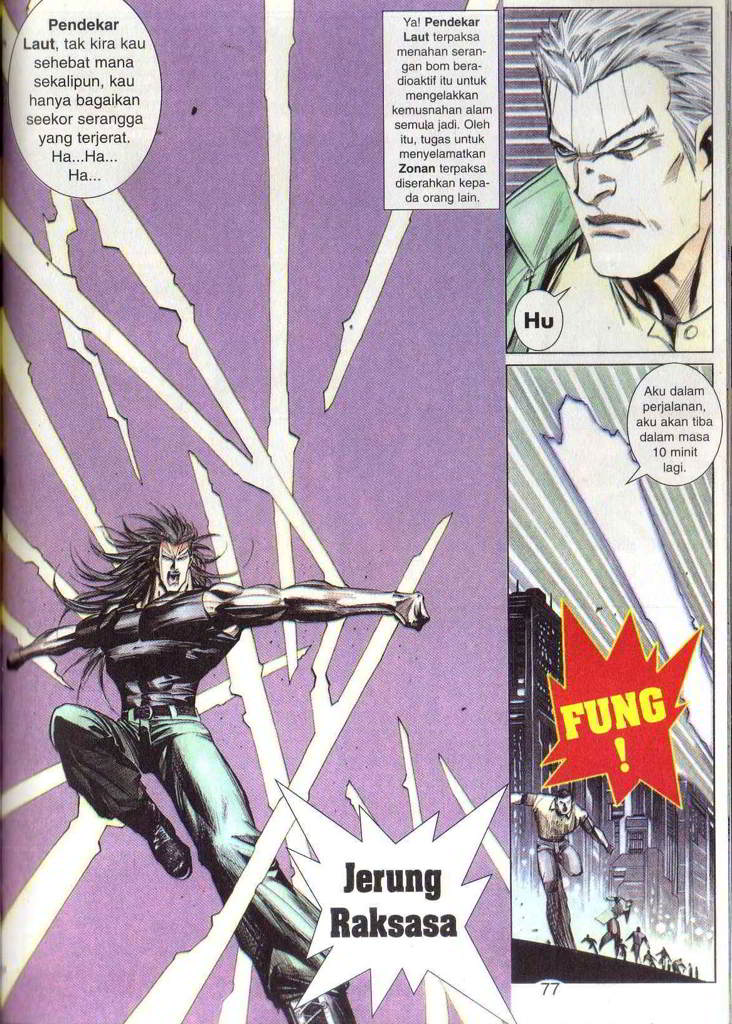 Pendekar
Laut, tak kira kau
sehebat mana
sekalipun, kau
hanya bagaikan
seekor serangga
yang terjerat.
Ha...Ha...
Ha...
Ya! Pendekar
Laut terpaksa
menahan seran-
gan bom bera-
dioaktif itu untuk
mengelakkan
kemusnahan alam
semula jadi. Oleh
itu, tugas untuk
menyelamatkan
Zonan terpaksa
diserahkan kepa-
da orang lain.
Hu
Aku dalam
perjalanan,
aku akan tiba
dalam masa
10 minit
lagi.
FUNG
!
Jerung
Raksasa
77